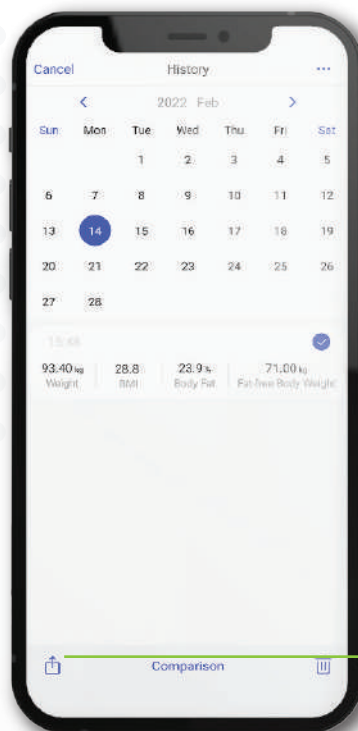 Cancel History ...
2022 Feb
Sun Mon Tue Wed Thu Fri Sat
1 2 3 4 5
6 7 8 9 10 11 12
13 14 15 16 17 18 19
20 21 22 23 24 25 26
27 28
93.40 kg 28.8 23.9 % 71.00 kg
Weight BMI Body Fat Fat-free Body Weight
Comparison